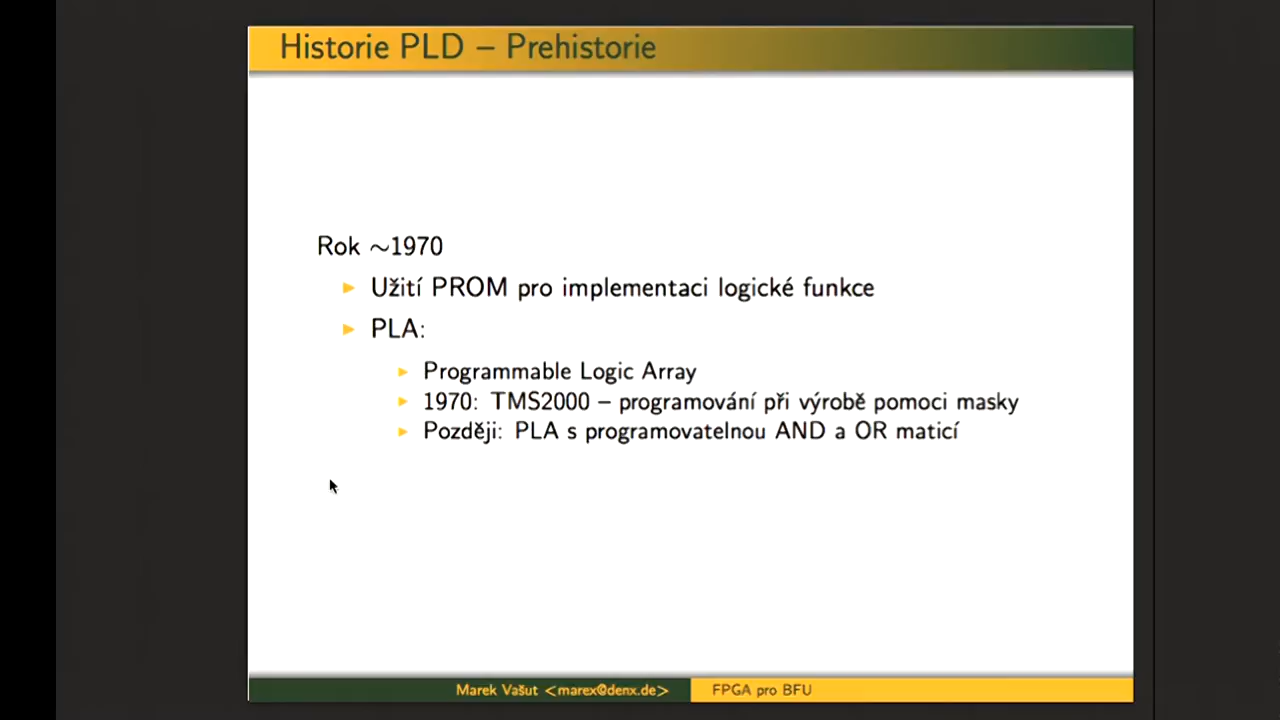 Historie PLD – Prehistorie
Rok ∼1970
Užití PROM pro implementaci logické funkce
PLA:
Programmable Logic Array
1970: TMS2000 – programování při výrobě pomoci masky
Později: PLA s programovatelnou AND a OR maticí
Marek Vašut <marex@denx.de>
FPGA pro BFU